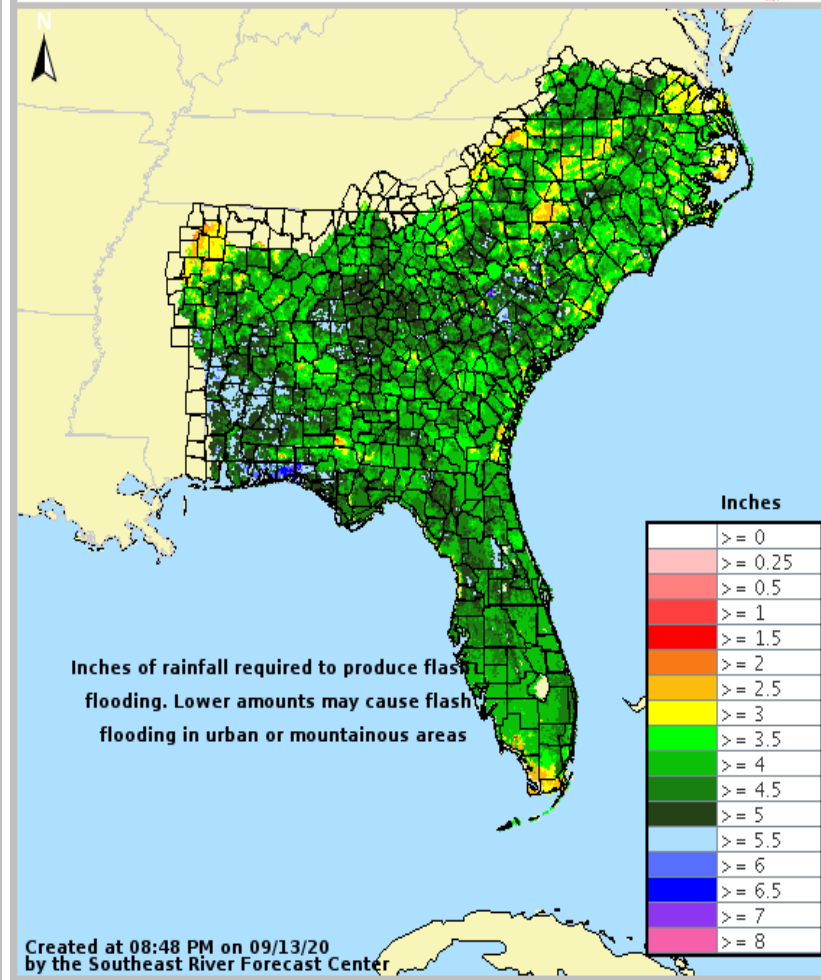 N
Inches
>= 0
>= 0.25
>= 0.5
>= 1
>= 1.5
>= 2
>= 2.5
>= 3
>= 3.5
>= 4
>= 4.5
>= 5
>= 5.5
>= 6
>= 6.5
>= 7
>= 8
Inches of rainfall required to produce flash
flooding. Lower amounts may cause flash
flooding in urban or mountainous areas
Created at 08:48 PM on 09/13/20
by the Southeast River Forecast Center